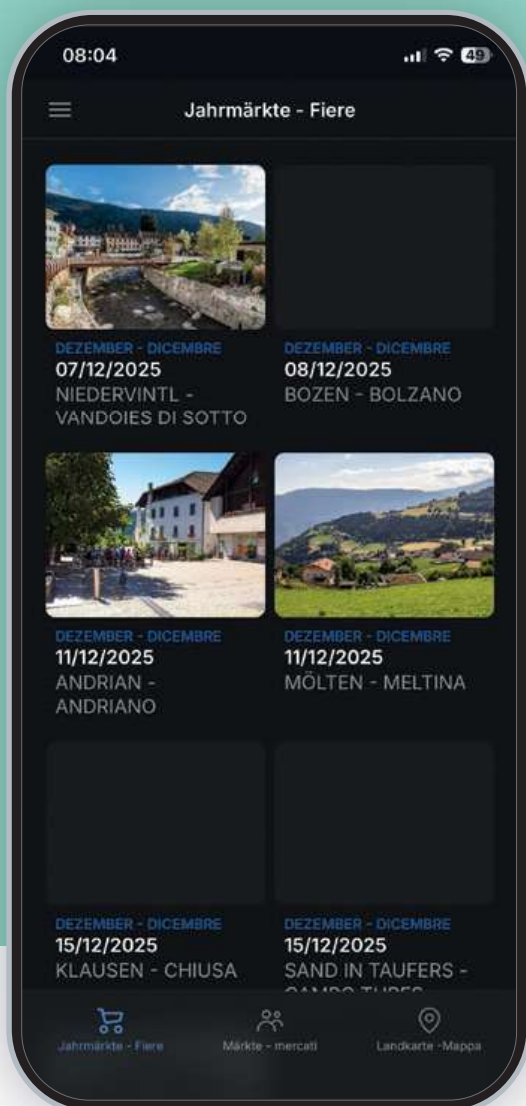 08:04
49
Jahrmärkte - Fiere
DEZEMBER - DICEMBRE
07/12/2025
NIEDERVINTL -
VANDOIES DI SOTTO
DEZEMBER - DICEMBRE
08/12/2025
BOZEN - BOLZANO
DEZEMBER - DICEMBRE
11/12/2025
ANDRIAN -
ANDRIANO
DEZEMBER - DICEMBRE
11/12/2025
MÖLTEN - MELTINA
DEZEMBER - DICEMBRE
15/12/2025
KLAUSEN - CHIUSA
DEZEMBER - DICEMBRE
15/12/2025
SAND IN TAUFERS -
CAMPO TURES
Jahrmärkte - Fiere
Märkte - mercati
Landkarte -Mappa